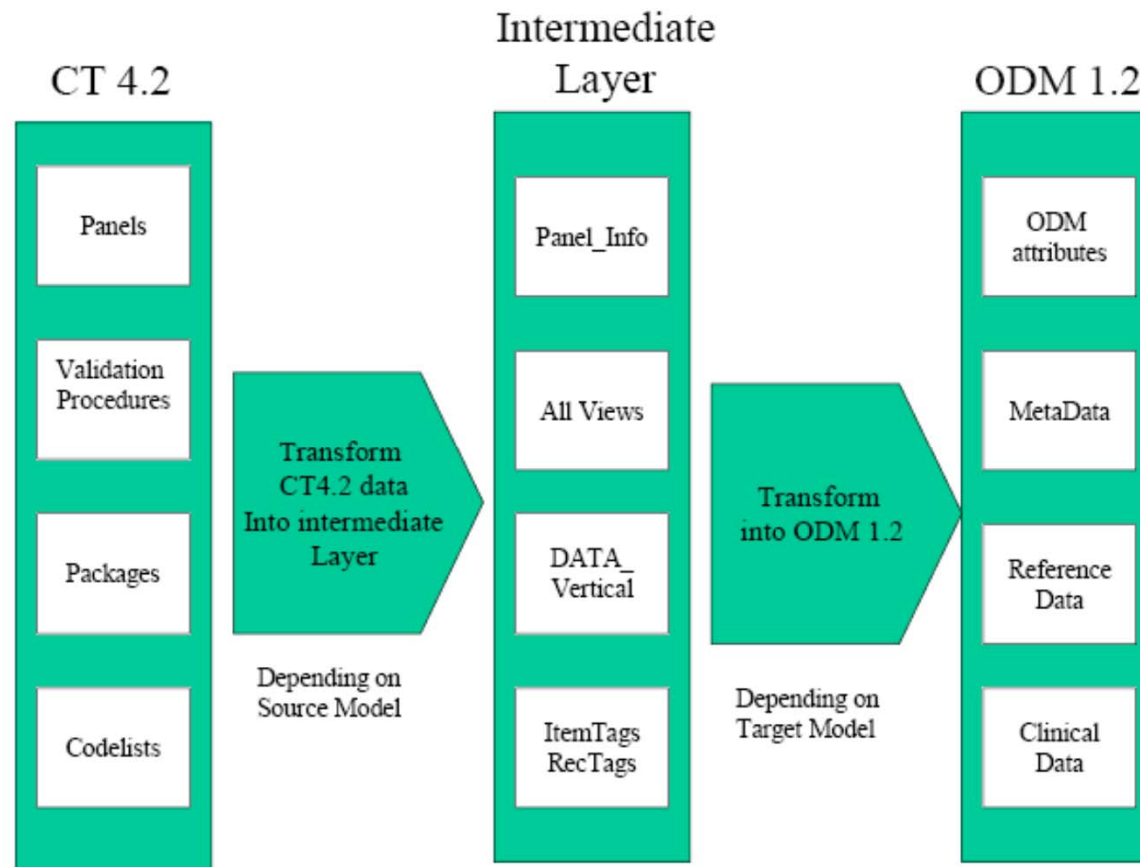 CT 4.2
Panels
Validation
Procedures
Packages
Codelists
Transform
CT4.2 data
Into intermediate
Layer
Depending on
Source Model
Intermediate
Layer
Panel_Info
All Views
DATA_
Vertical
ItemTags
RecTags
Transform
into ODM 1.2
Depending on
Target Model
ODM 1.2
ODM
attributes
MetaData
Reference
Data
Clinical
Data